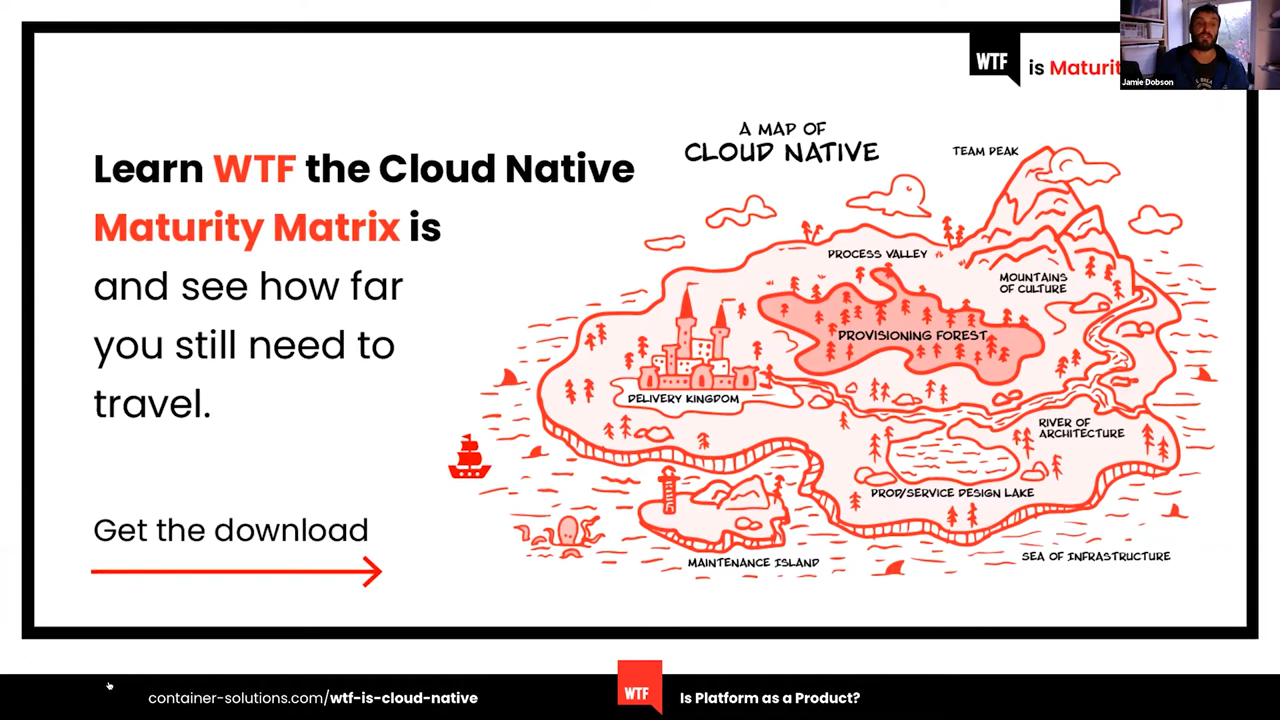 WTF is Maturit
Jamie Dobson
Learn WTF the Cloud Native
Maturity Matrix is
and see how far
you still need to
travel.
Get the download
A MAP OF
CLOUD NATIVE
TEAM PEAK
PROCESS VALLEY
MOUNTAINS
OF CULTURE
PROVISIONING FOREST
DELIVERY KINGDOM
RIVER OF
ARCHITECTURE
PROD/SERVICE DESIGN LAKE
SEA OF INFRASTRUCTURE
MAINTENANCE ISLAND
container-solutions.com/wtf-is-cloud-native
WTF Is Platform as a Product?